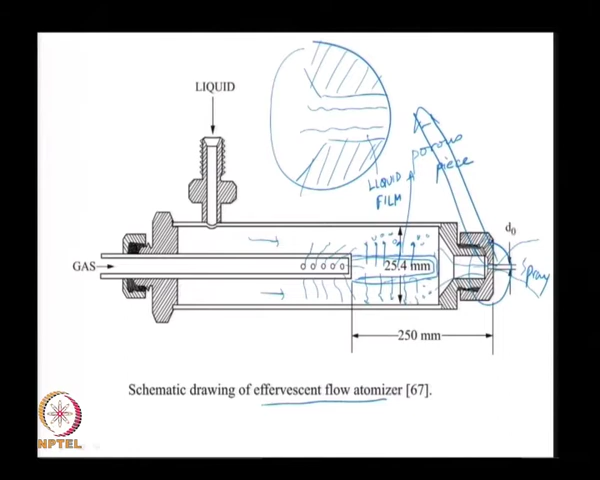 LIQUID
porous
piece
LIQUID
FILM
d0
GAS
25.4 mm
Spray
250 mm
Schematic drawing of effervescent flow atomizer [67].
NPTEL